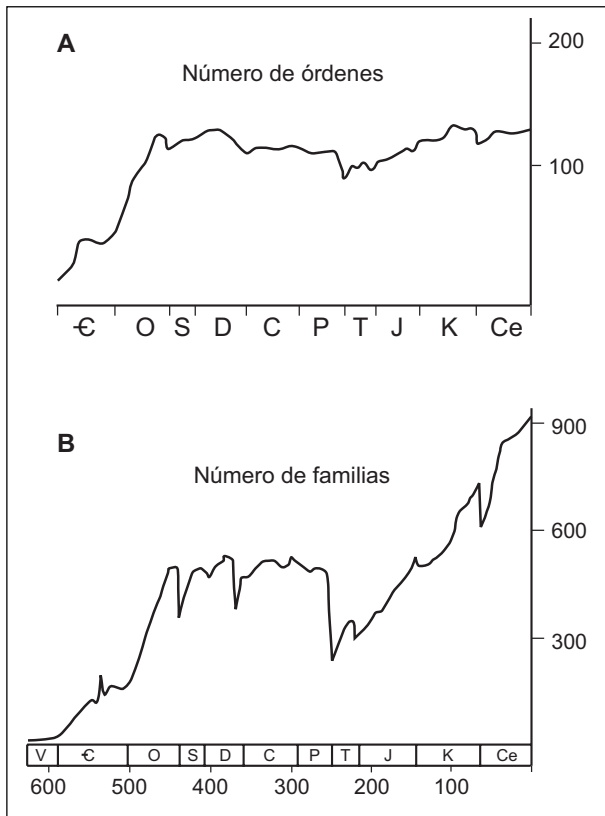 A
Número de órdenes
200
100
Є O S D C P T J K Ce
B
Número de familias
900
600
300
V Є O S D C P T J K Ce
600 500 400 300 200 100